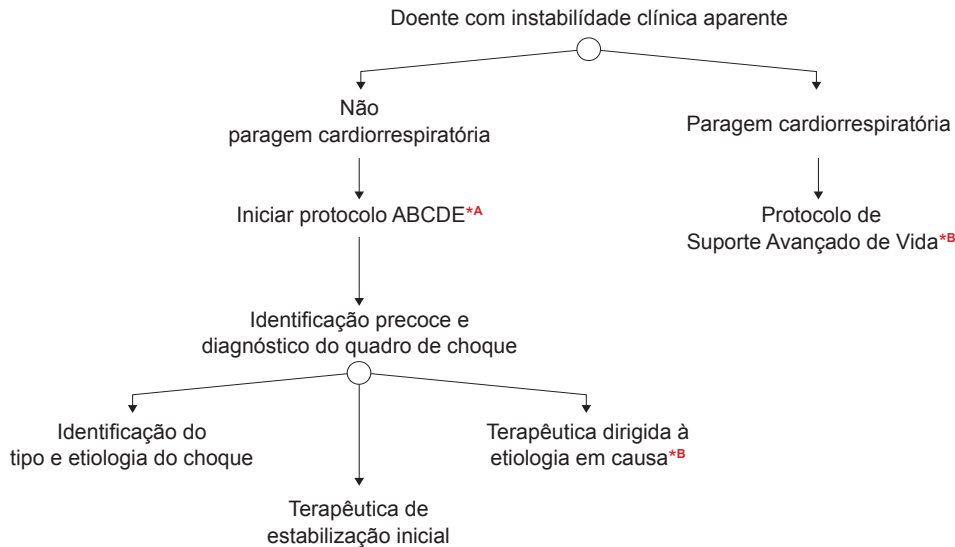 Doente com instabilídade clínica aparente
Não
paragem cardiorrespiratória
Paragem cardiorrespiratória
Iniciar protocolo ABCDE*A
Protocolo de
Suporte Avançado de Vida*B
Identificação precoce e
diagnóstico do quadro de choque
Identificação do
tipo e etiologia do choque
Terapêutica dirigida à
etiologia em causa*B
Terapêutica de
estabilização inicial